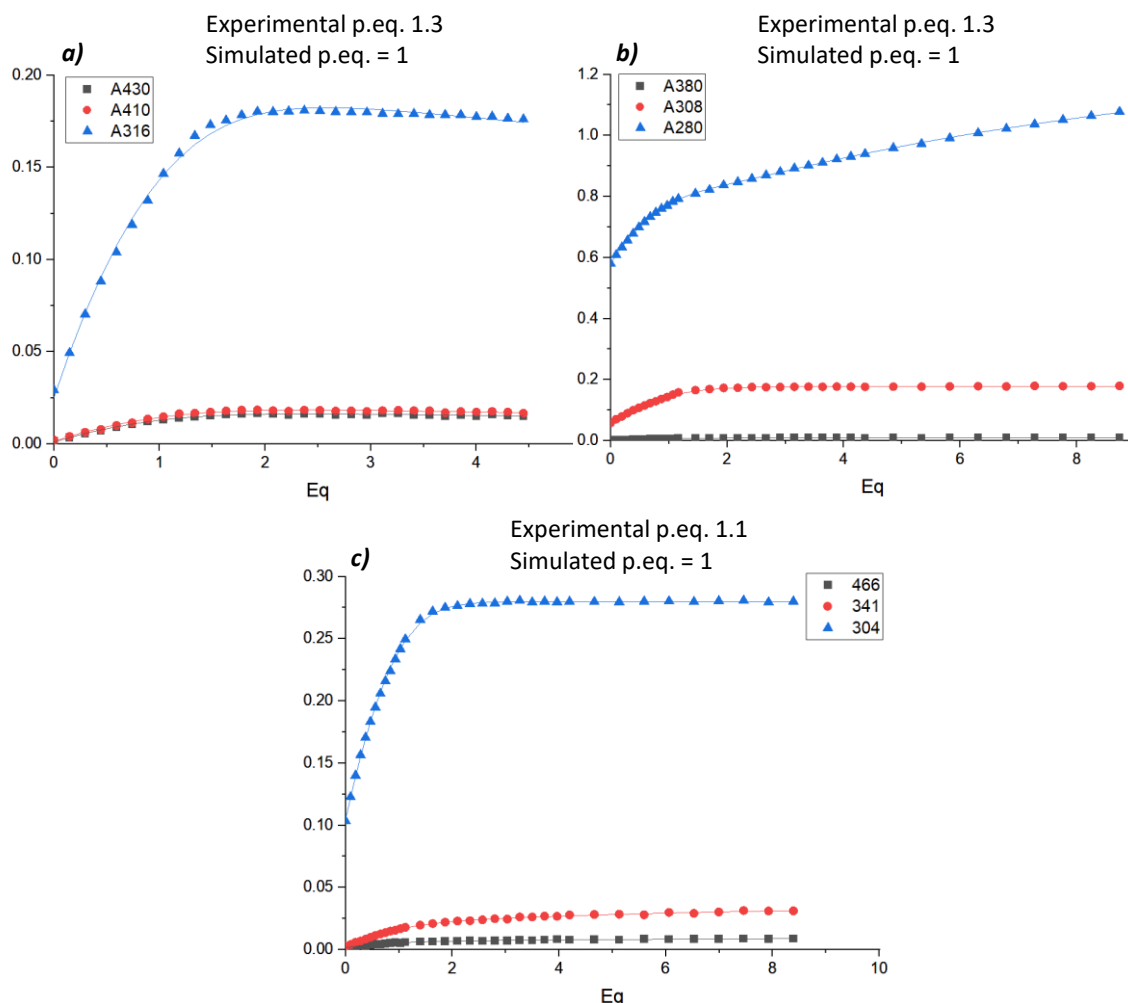 Experimental p.eq. 1.3
Simulated p.eq. = 1
a)
A430
A410
A316
0.20
0.15
0.10
0.05
0.00
0 1 2 3 4
Eq
Experimental p.eq. 1.3
Simulated p.eq. = 1
b)
A380
A308
A280
1.2
1.0
0.8
0.6
0.4
0.2
0.0
0 2 4 6 8
Eq
Experimental p.eq. 1.1
Simulated p.eq. = 1
c)
466
341
304
0.30
0.25
0.20
0.15
0.10
0.05
0.00
0 2 4 6 8 10
Eq